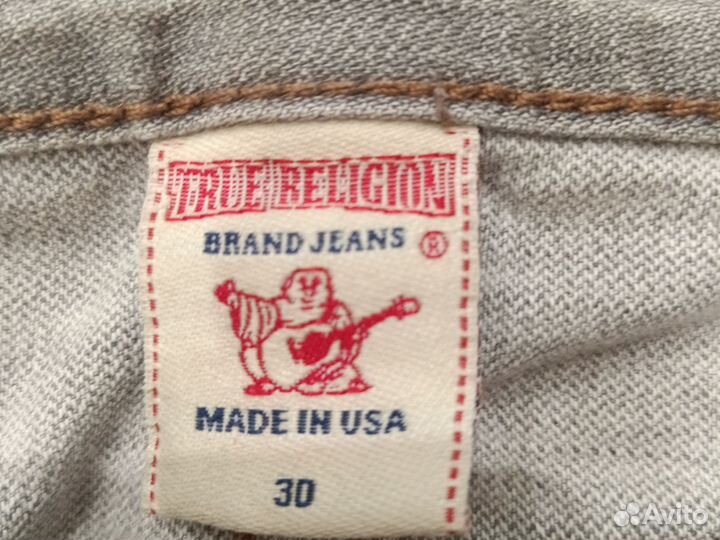 TRUE RELIGION
BRAND JEANS ®
MADE IN USA
30
Avito